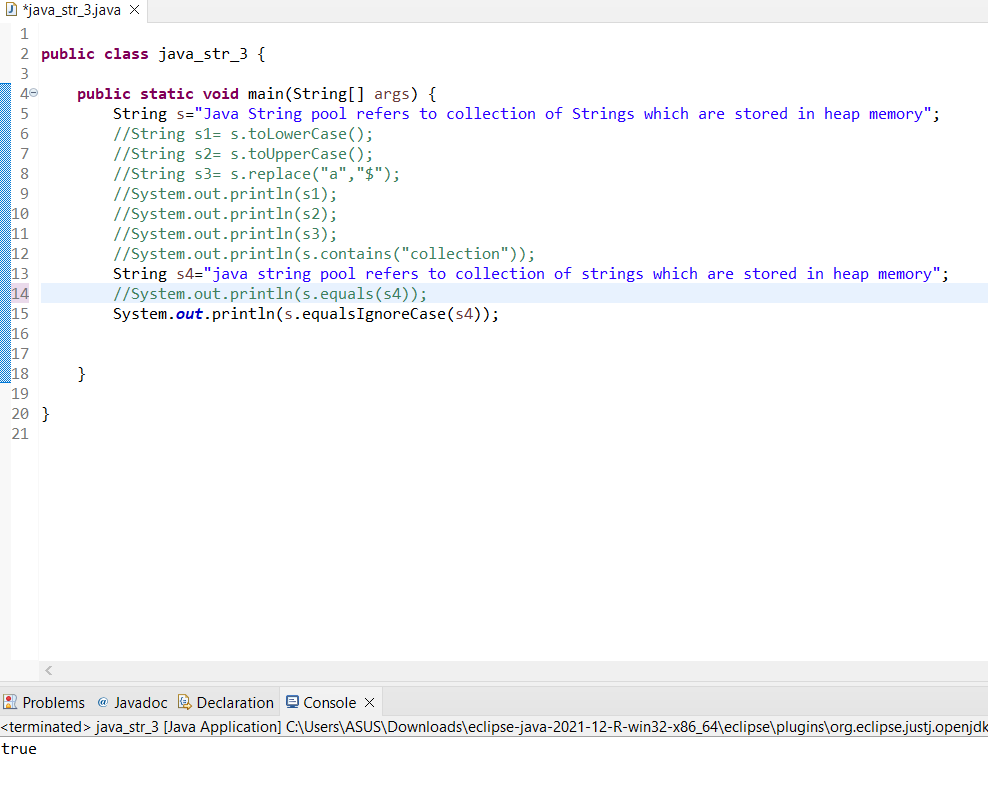 *java_str_3.java
1
2 public class java_str_3 {
3
4 public static void main(String[] args) {
5 String s="Java String pool refers to collection of Strings which are stored in heap memory";
6 //String s1= s.toLowerCase();
7 //String s2= s.toUpperCase();
8 //String s3= s.replace("a","$");
9 //System.out.println(s1);
10 //System.out.println(s2);
11 //System.out.println(s3);
12 //System.out.println(s.contains("collection"));
13 String s4="java string pool refers to collection of strings which are stored in heap memory";
14 //System.out.println(s.equals(s4));
15 System.out.println(s.equalsIgnoreCase(s4));
16
17
18 }
19
20 }
21
Problems @ Javadoc Declaration Console
<terminated> java_str_3 [Java Application] C:\Users\ASUS\Downloads\eclipse-java-2021-12-R-win32-x86_64\eclipse\plugins\org.eclipse.justj.openjdk
true